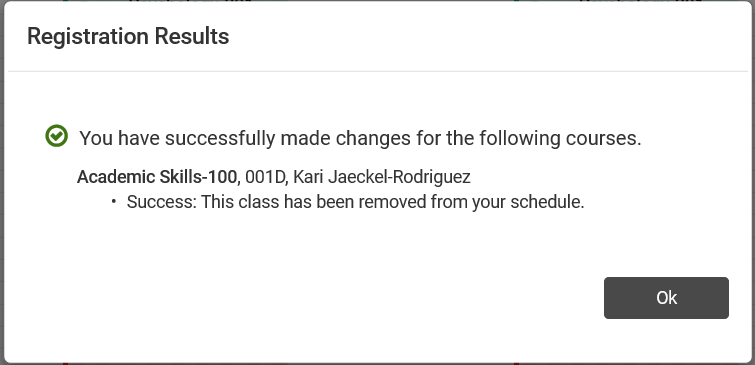 Registration Results
You have successfully made changes for the following courses.
Academic Skills-100, 001D, Kari Jaeckel-Rodriguez
• Success: This class has been removed from your schedule.
Ok